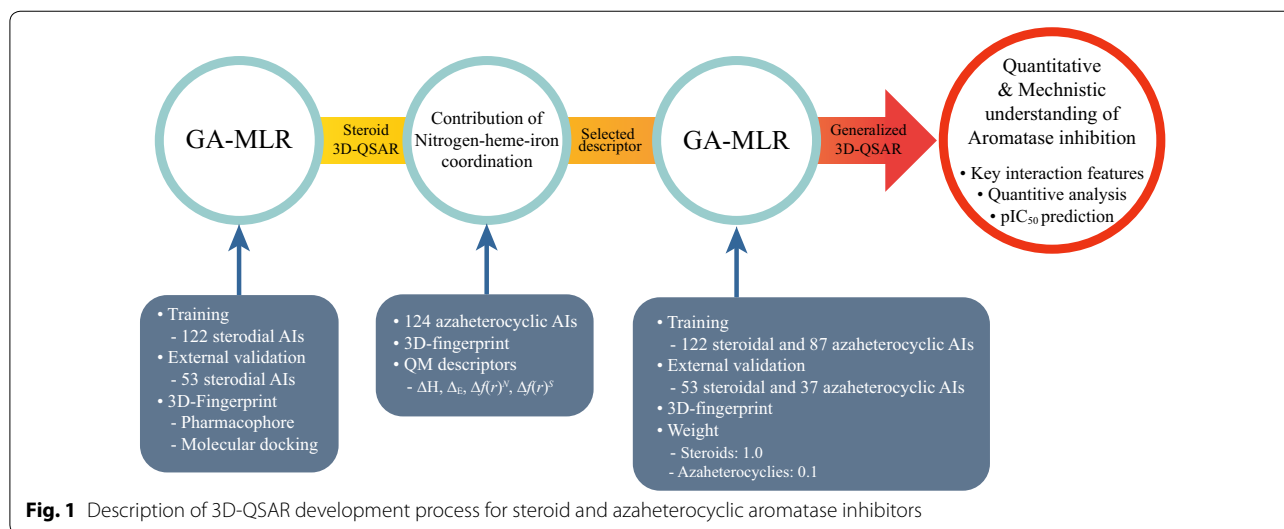 GA-MLR
Steroid
3D-QSAR
Contribution of
Nitrogen-heme-iron
coordination
Selected
descriptor
GA-MLR
Generalized
3D-QSAR
Quantitative
& Mechnistic
understanding of
Aromatase inhibition
• Key interaction features
• Quantitive analysis
• pIC₅₀ prediction
• Training
- 122 sterodial AIs
• External validation
- 53 sterodial AIs
• 3D-Fingerprint
- Pharmacophore
- Molecular docking
• 124 azaheterocyclic AIs
• 3D-fingerprint
• QM descriptors
- ΔH, Δ_E, Δf(r)^N, Δf(r)^S
• Training
- 122 steroidal and 87 azaheterocyclic AIs
• External validation
- 53 steroidal and 37 azaheterocyclic AIs
• 3D-fingerprint
• Weight
- Steroids: 1.0
- Azaheterocyclies: 0.1
Fig. 1 Description of 3D-QSAR development process for steroid and azaheterocyclic aromatase inhibitors